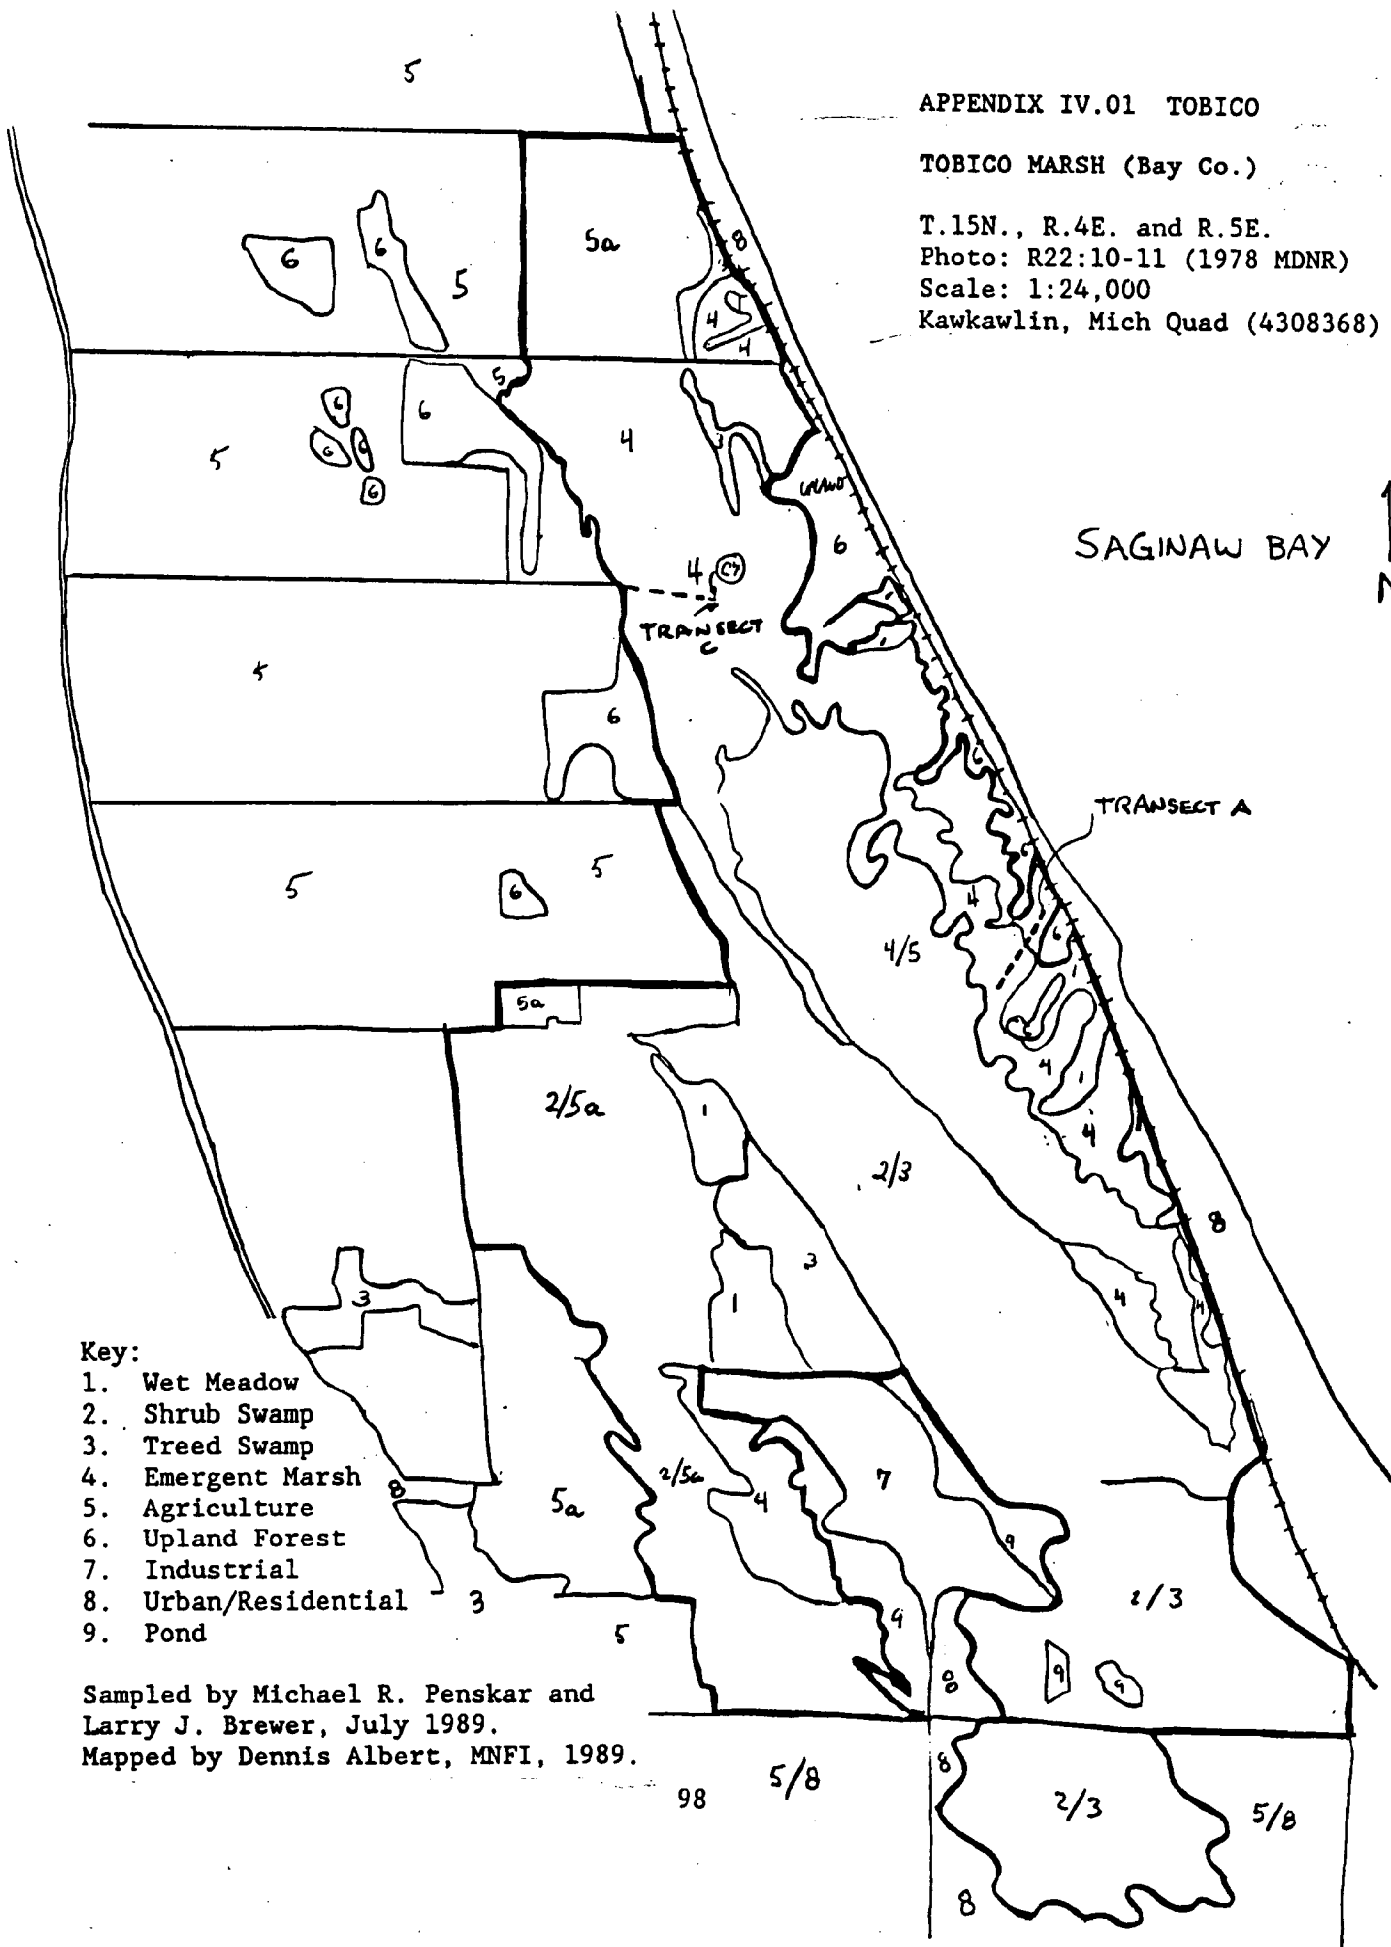 5
APPENDIX IV.01 TOBICO
TOBICO MARSH (Bay Co.)
T.15N., R.4E. and R.5E.
Photo: R22:10-11 (1978 MDNR)
Scale: 1:24,000
Kawkawlin, Mich Quad (4308368)
5a
8
6
6
5
4
4
5
6
6
4
3
5
6
6
6
SAGINAW BAY
N
4
TRANSECT
C
5
6
6
TRANSECT A
5
6
5
4
6
4/5
1
5a
2/5a
1
4
1
4
2/3
8
3
3
1
4
4
Key:
1. Wet Meadow
2. Shrub Swamp
3. Treed Swamp
4. Emergent Marsh
5. Agriculture
6. Upland Forest
7. Industrial
8. Urban/Residential
9. Pond
8
5a
2/5a
4
7
9
3
5
9
8
2/3
9
9
Sampled by Michael R. Penskar and
Larry J. Brewer, July 1989.
Mapped by Dennis Albert, MNFI, 1989.
98
5/8
8
2/3
5/8
8